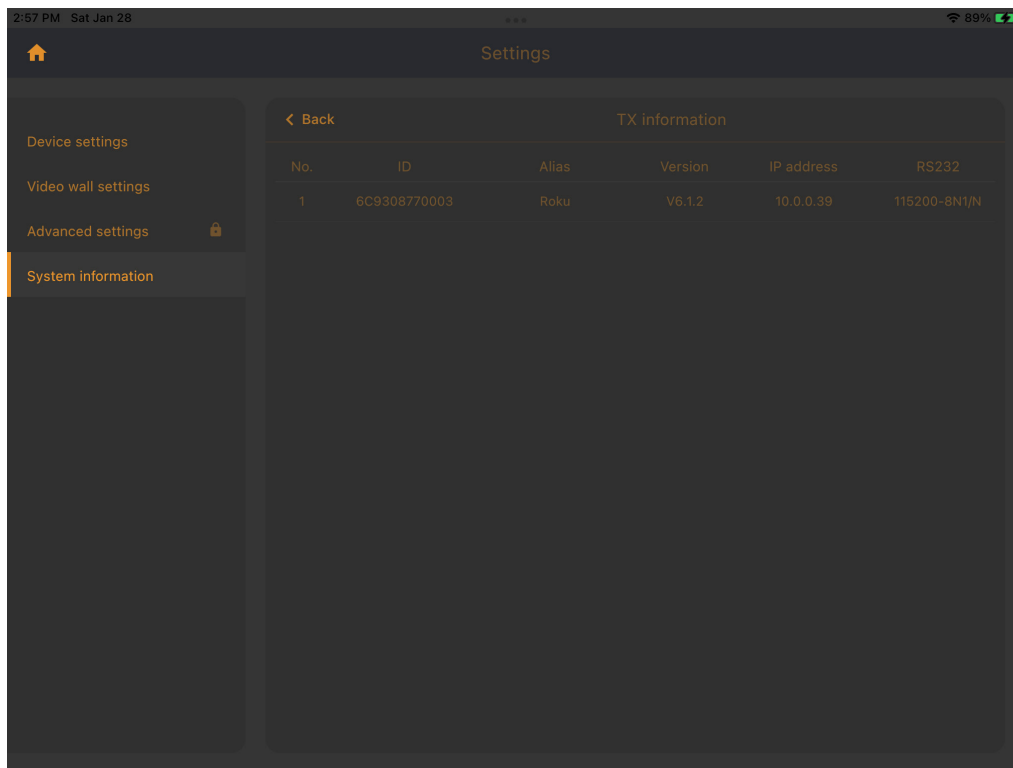 2:57 PM Sat Jan 28 89%
Settings
Device settings
Video wall settings
Advanced settings
System information
Back TX information
No. ID Alias Version IP address RS232
1 6C9308770003 Roku V6.1.2 10.0.0.39 115200-8N1/N